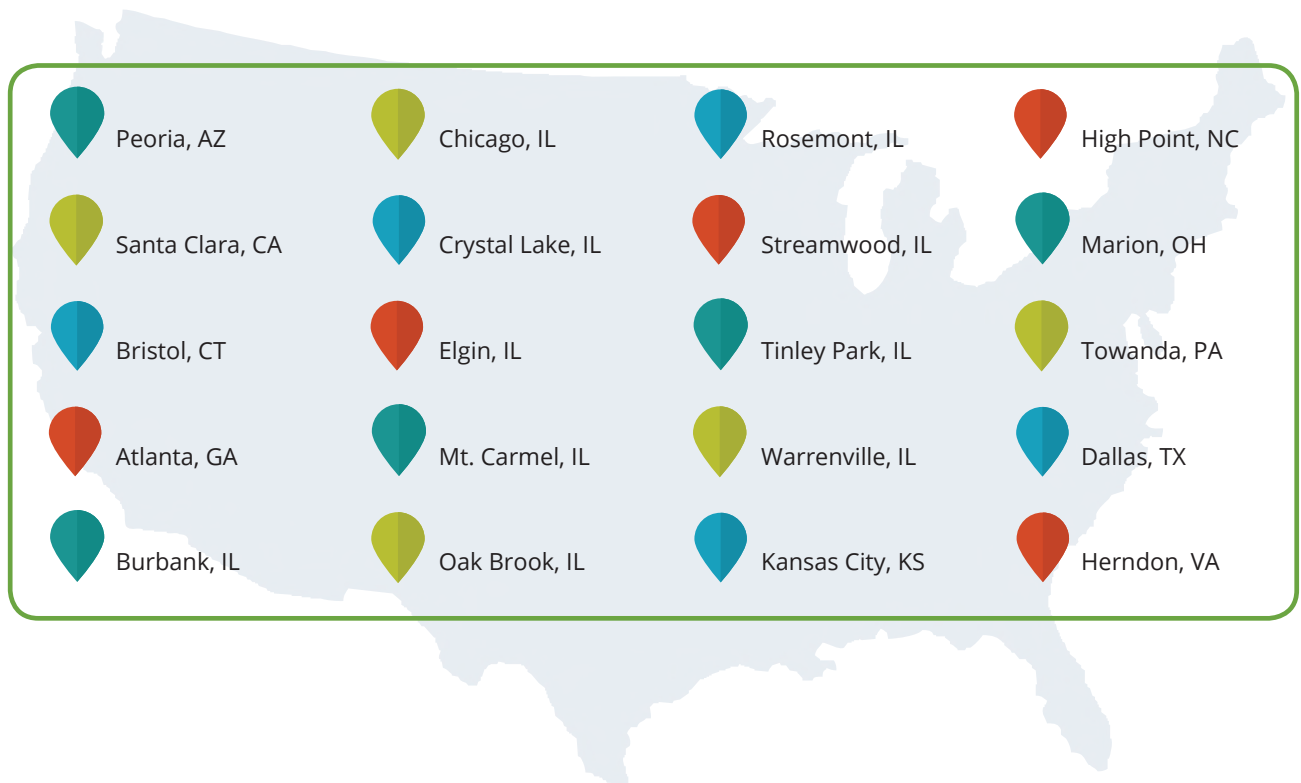 Peoria, AZ
Santa Clara, CA
Bristol, CT
Atlanta, GA
Burbank, IL
Chicago, IL
Crystal Lake, IL
Elgin, IL
Mt. Carmel, IL
Oak Brook, IL
Rosemont, IL
Streamwood, IL
Tinley Park, IL
Warrenville, IL
Kansas City, KS
High Point, NC
Marion, OH
Towanda, PA
Dallas, TX
Herndon, VA